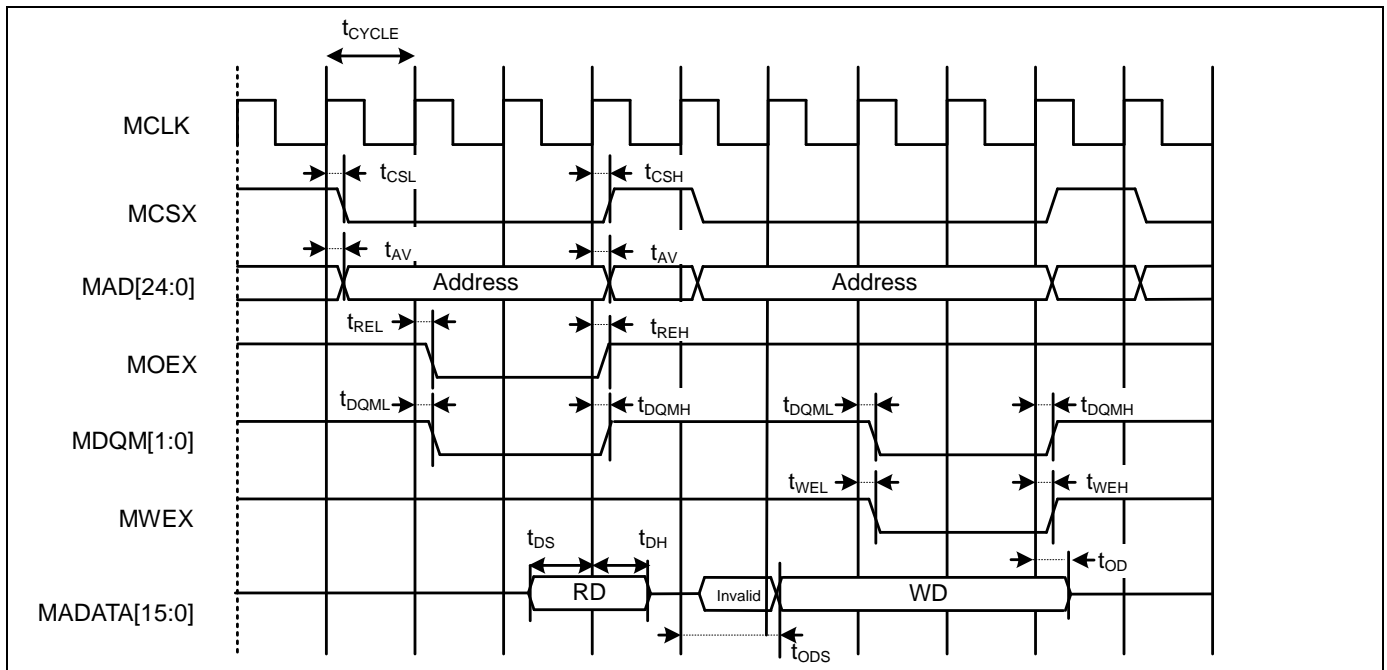 tCYCLE
MCLK
tCSL tCSH
MCSX
tAV tAV
MAD[24:0] Address Address
tREL tREH
MOEX
tDQML tDQMH tDQML tDQMH
MDQM[1:0]
tWEL tWEH
MWEX
tDS tDH tOD
MADATA[15:0] RD Invalid WD
tODS